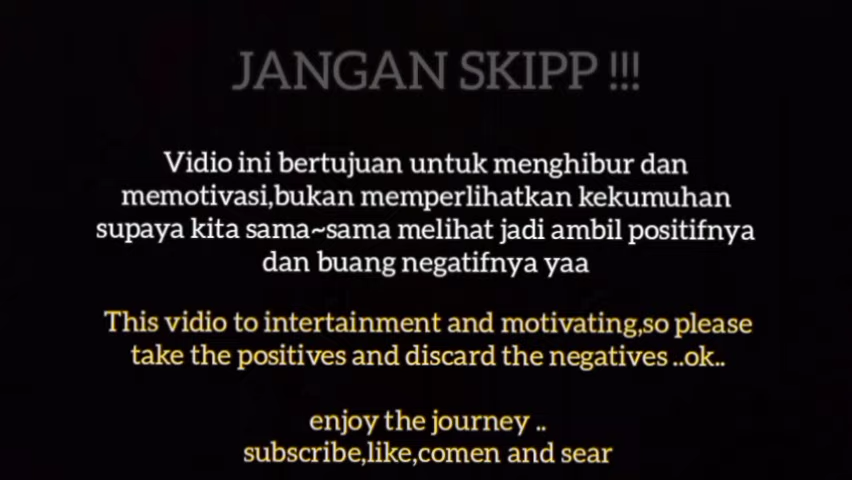 JANGAN SKIPP !!!
Vidio ini bertujuan untuk menghibur dan
memotivasi,bukan memperlihatkan kekumuhan
supaya kita sama~sama melihat jadi ambil positifnya
dan buang negatifnya yaa
This vidio to intertainment and motivating,so please
take the positives and discard the negatives ..ok..
enjoy the journey ..
subscribe,like,comen and sear